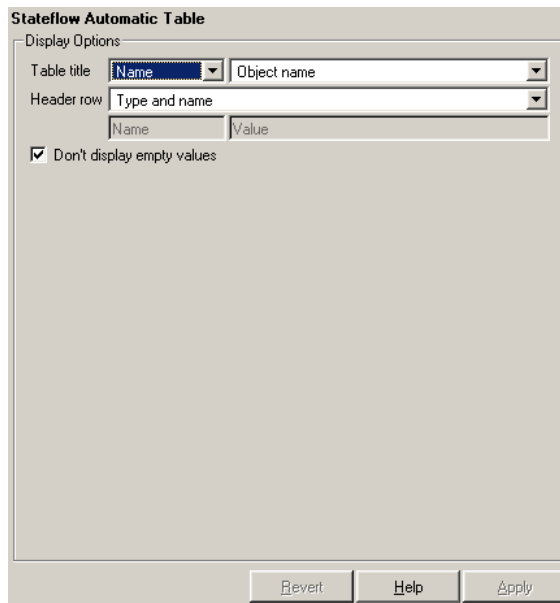 Stateflow Automatic Table
Display Options
Table title Name Object name
Header row Type and name
Name Value
Don't display empty values
Revert Help Apply